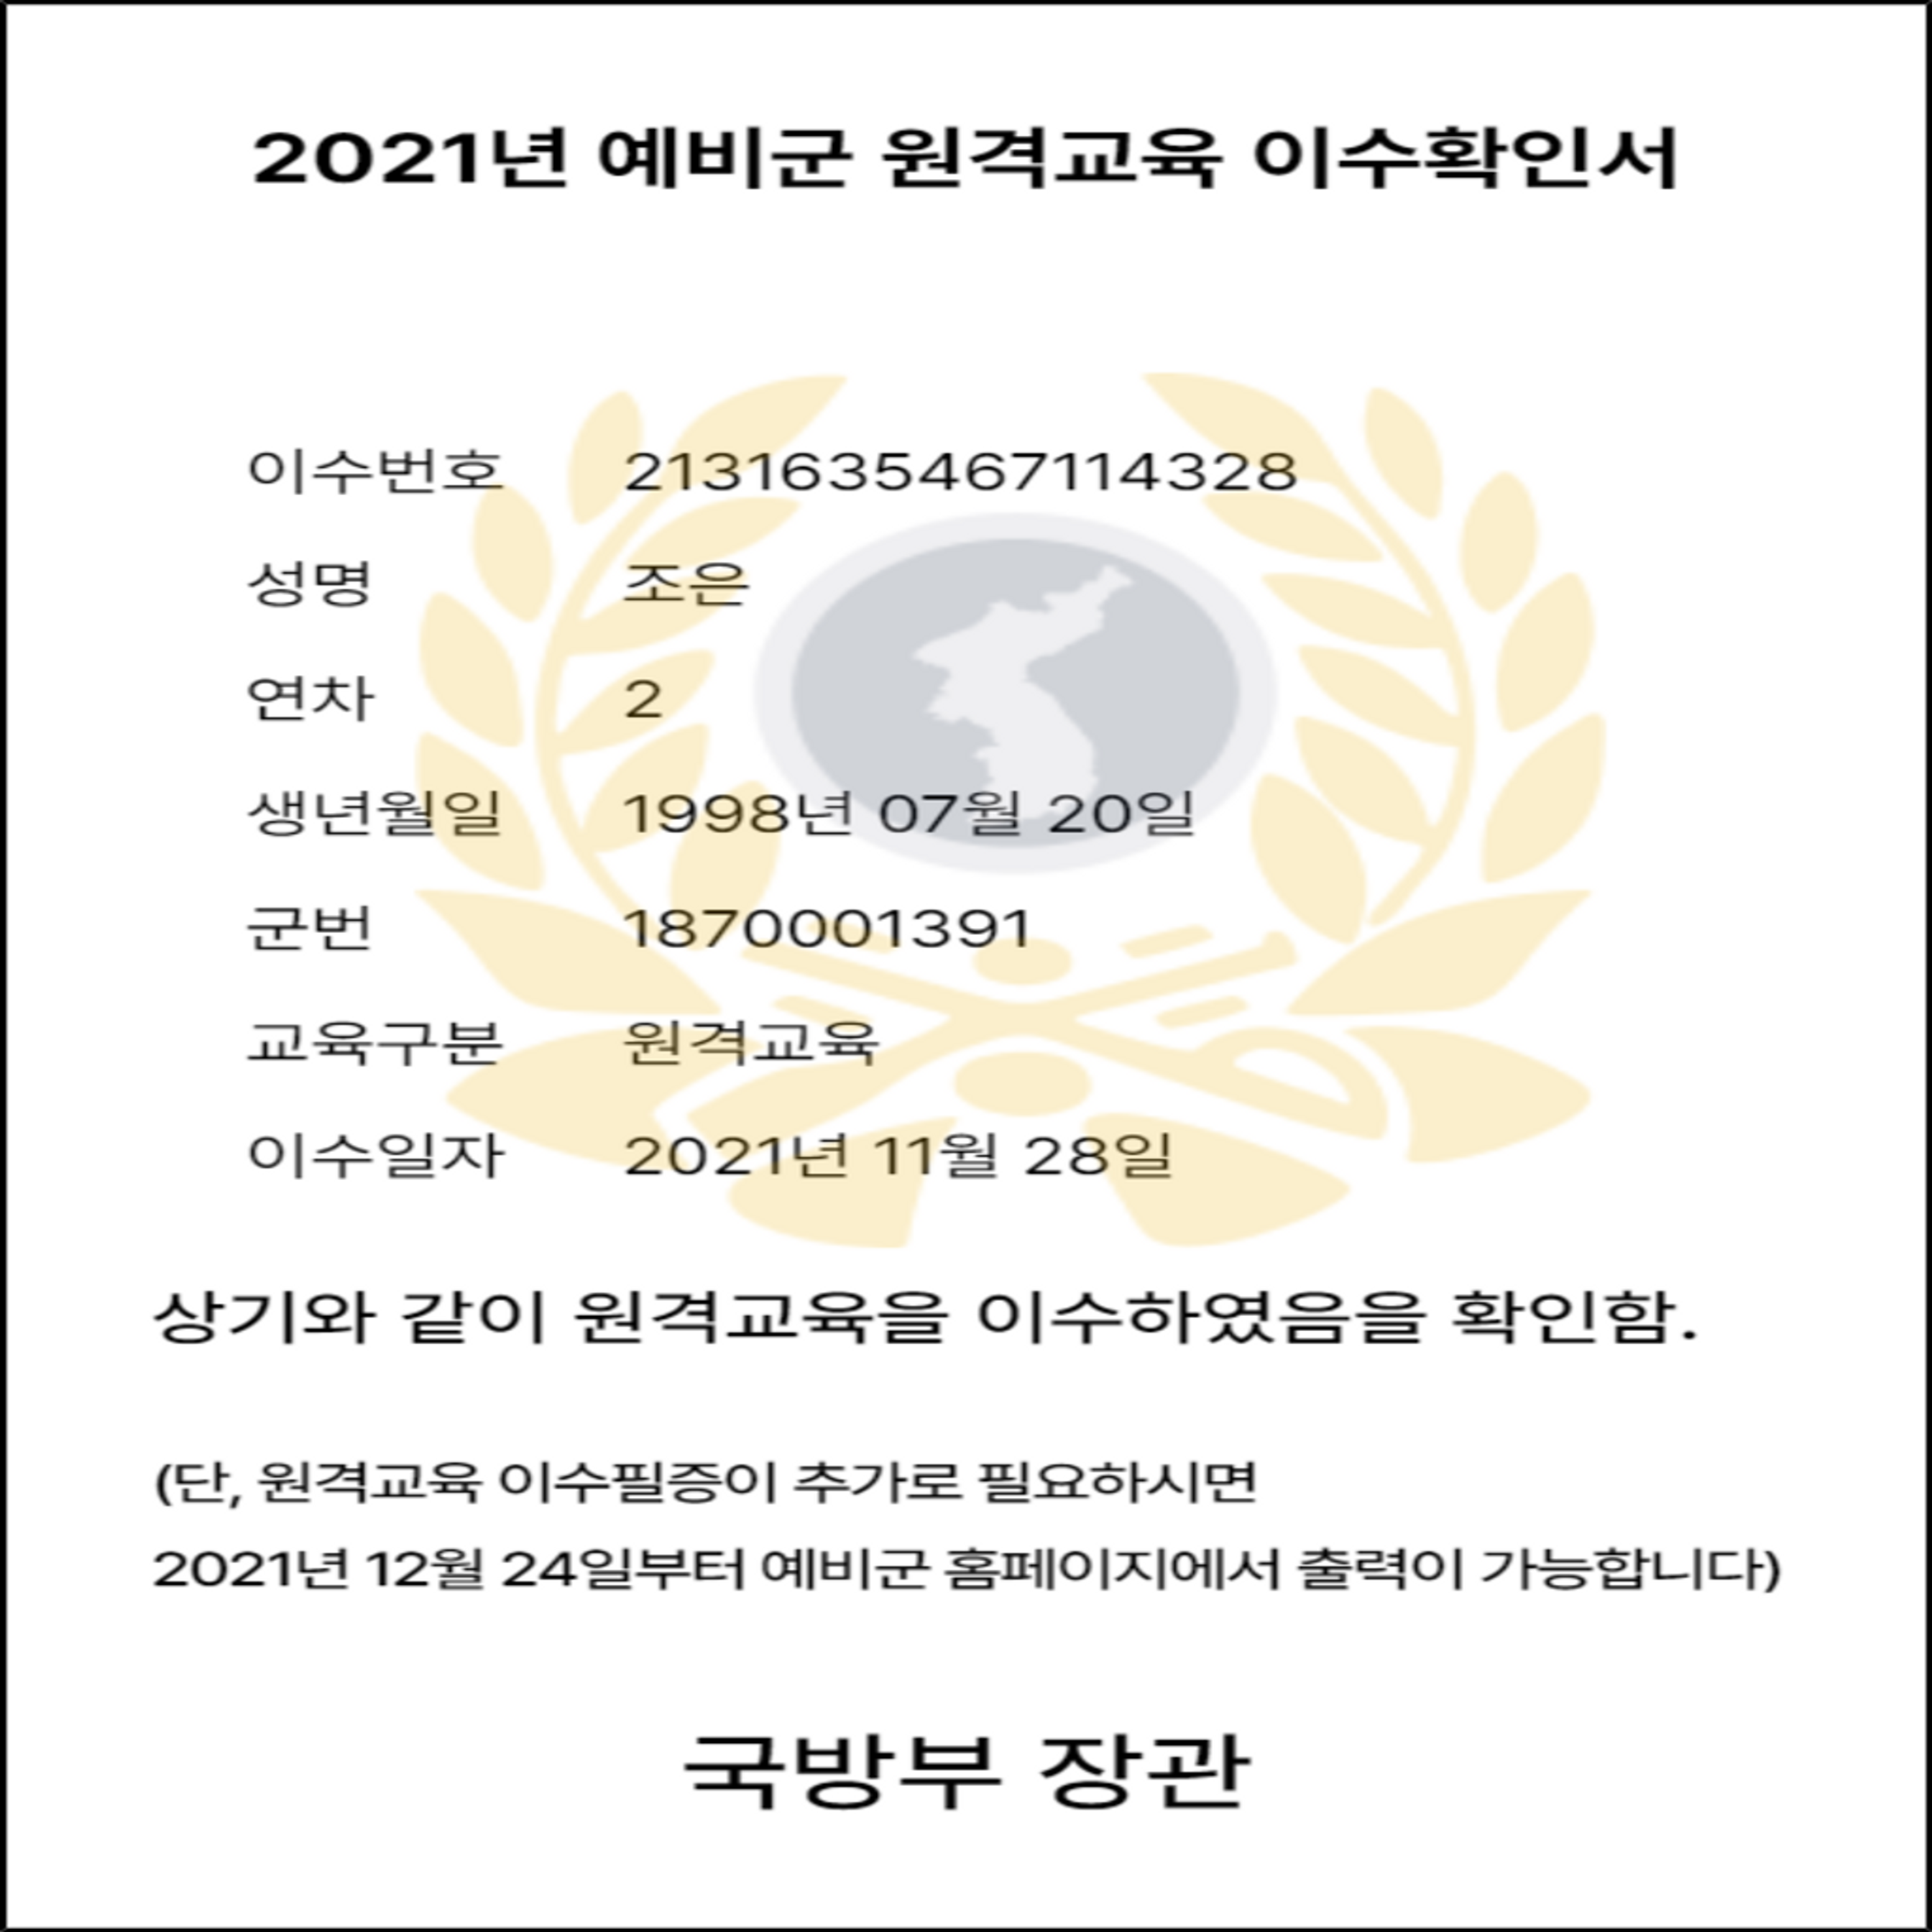 2021년 예비군 원격교육 이수확인서
이수번호 2131635467114328
성명 조은
연차 2
생년월일 1998년 07월 20일
군번 1870001391
교육구분 원격교육
이수일자 2021년 11월 28일
상기와 같이 원격교육을 이수하였음을 확인함.
(단, 원격교육 이수필증이 추가로 필요하시면
2021년 12월 24일부터 예비군 홈페이지에서 출력이 가능합니다)
국방부 장관